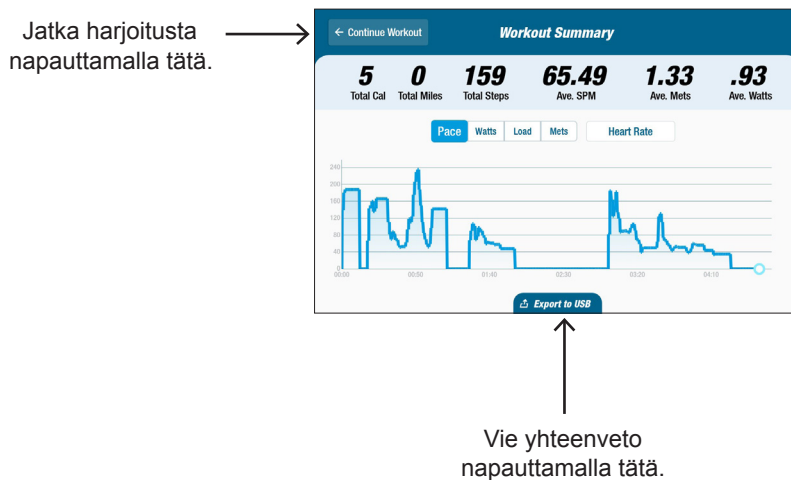 Jatka harjoitusta
napauttamalla tätä.
← Continue Workout
Workout Summary
5 0 159 65.49 1.33 .93
Total Cal Total Miles Total Steps Ave. SPM Ave. Mets Ave. Watts
Pace Watts Load Mets Heart Rate
240
200
160
120
80
40
0
00:00 00:50 01:40 02:30 03:20 04:10
Export to USB
Vie yhteenveto
napauttamalla tätä.